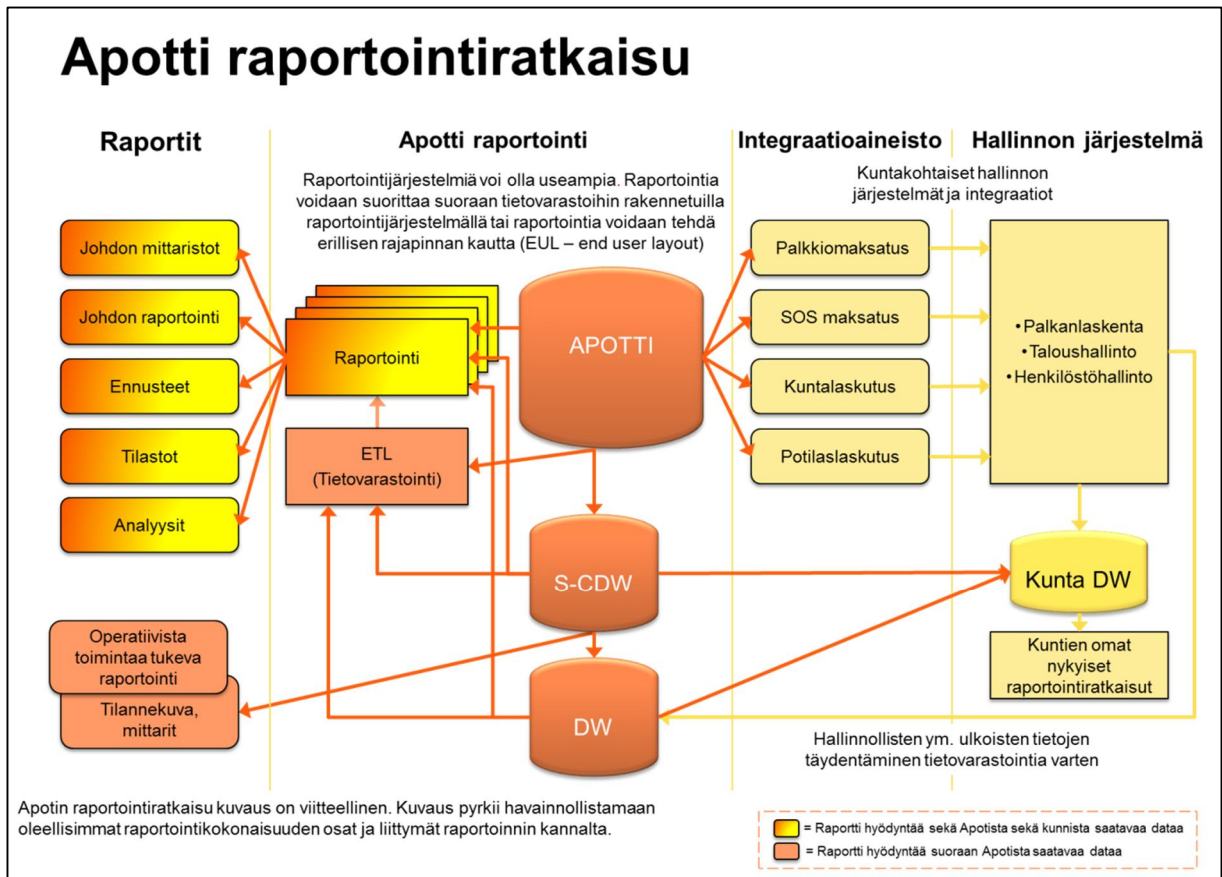 Apotti raportointiratkaisu
Raportit
Apotti raportointi
Integraatioaineisto
Hallinnon järjestelmä
Raportointijärjestelmiä voi olla useampia. Raportointia
voidaan suorittaa suoraan tietovarastoihin rakennetuilla
raportointijärjestelmällä tai raportointia voidaan tehdä
erillisen rajapinnan kautta (EUL – end user layout)
Kuntakohtaiset hallinnon
järjestelmät ja integraatiot
Johdon mittaristot
Johdon raportointi
Ennusteet
Tilastot
Analyysit
Operatiivista
toimintaa tukeva
raportointi
Tilannekuva,
mittarit
Raportointi
ETL
(Tietovarastointi)
APOTTI
S-CDW
DW
Palkkiomaksatus
SOS maksatus
Kuntalaskutus
Potilaslaskutus
•Palkanlaskenta
•Taloushallinto
•Henkilöstöhallinto
Kunta DW
Kuntien omat
nykyiset
raportointiratkaisut
Hallinnollisten ym. ulkoisten tietojen
täydentäminen tietovarastointia varten
Apotin raportointiratkaisu kuvaus on viitteellinen. Kuvaus pyrkii havainnollistamaan
oleellisimmat raportointikokonaisuuden osat ja liittymät raportoinnin kannalta.
= Raportti hyödyntää sekä Apotista sekä kunnista saatavaa dataa
= Raportti hyödyntää suoraan Apotista saatavaa dataa